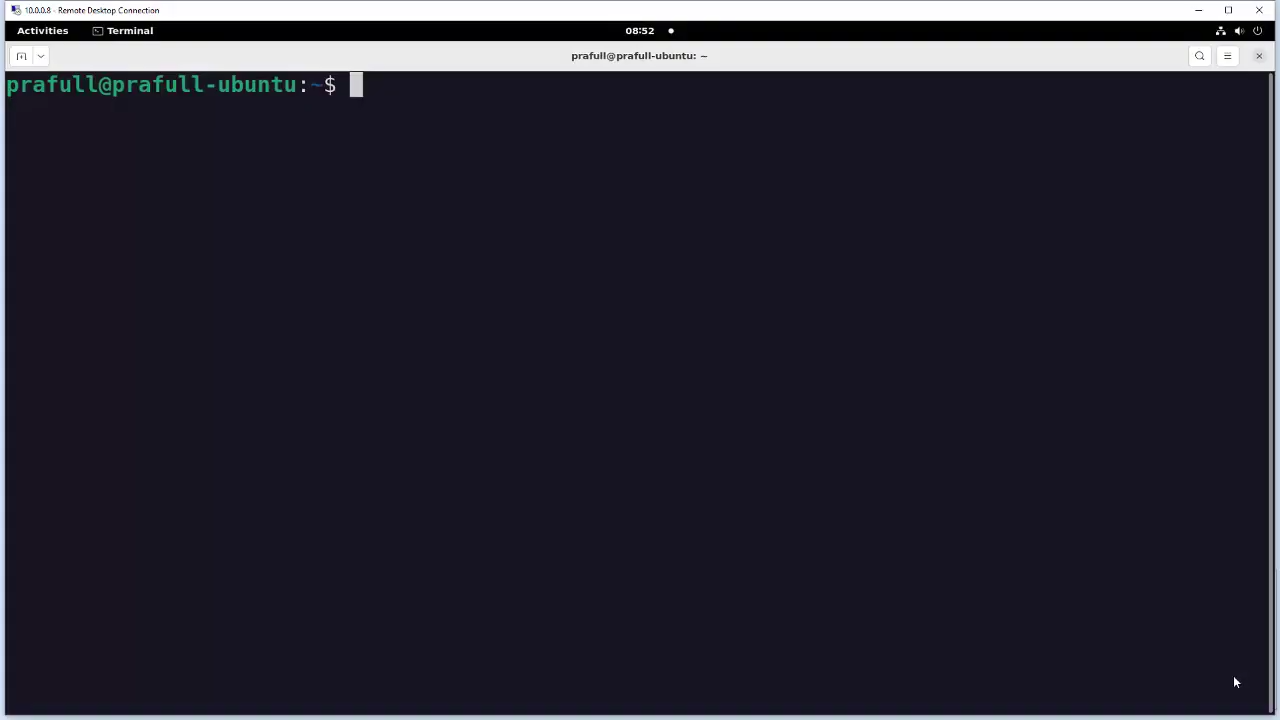 10.0.0.8 - Remote Desktop Connection
Activities Terminal 08:52
prafull@prafull-ubuntu: ~
prafull@prafull-ubuntu:~$